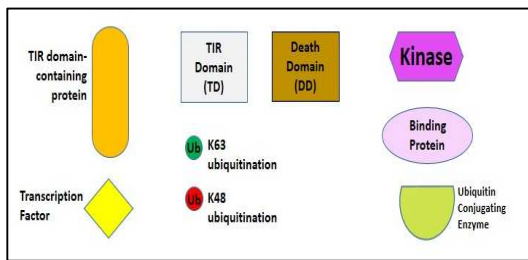 TIR domain-
containing
protein
TIR
Domain
(TD)
Death
Domain
(DD)
Kinase
Ub K63
ubiquitination
Binding
Protein
Transcription
Factor
Ub K48
ubiquitination
Ubiquitin
Conjugating
Enzyme